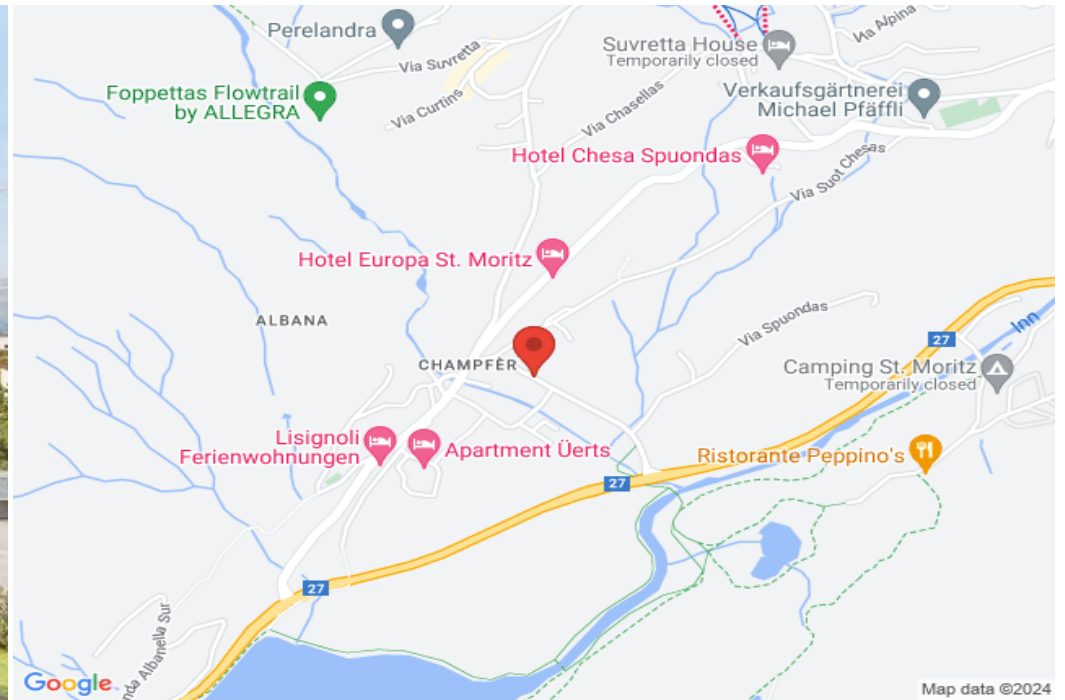 Perelandra
Via Suvretta
Suvretta House
Temporarily closed
Via Alpina
Foppettas Flowtrail
by ALLEGRA
Via Curtins
Via Chasellas
Verkaufsgärtnerei
Michael Pfäffli
Hotel Chesa Spuondas
Via Suot Chesas
Hotel Europa St. Moritz
ALBANA
Via Spuondas
Inn
27
CHAMPFÈR
Camping St. Moritz
Temporarily closed
Lisignoli
Ferienwohnungen
Apartment Üerts
Ristorante Peppino's
27
27
nda Albanella Sur
Google
Map data ©2024